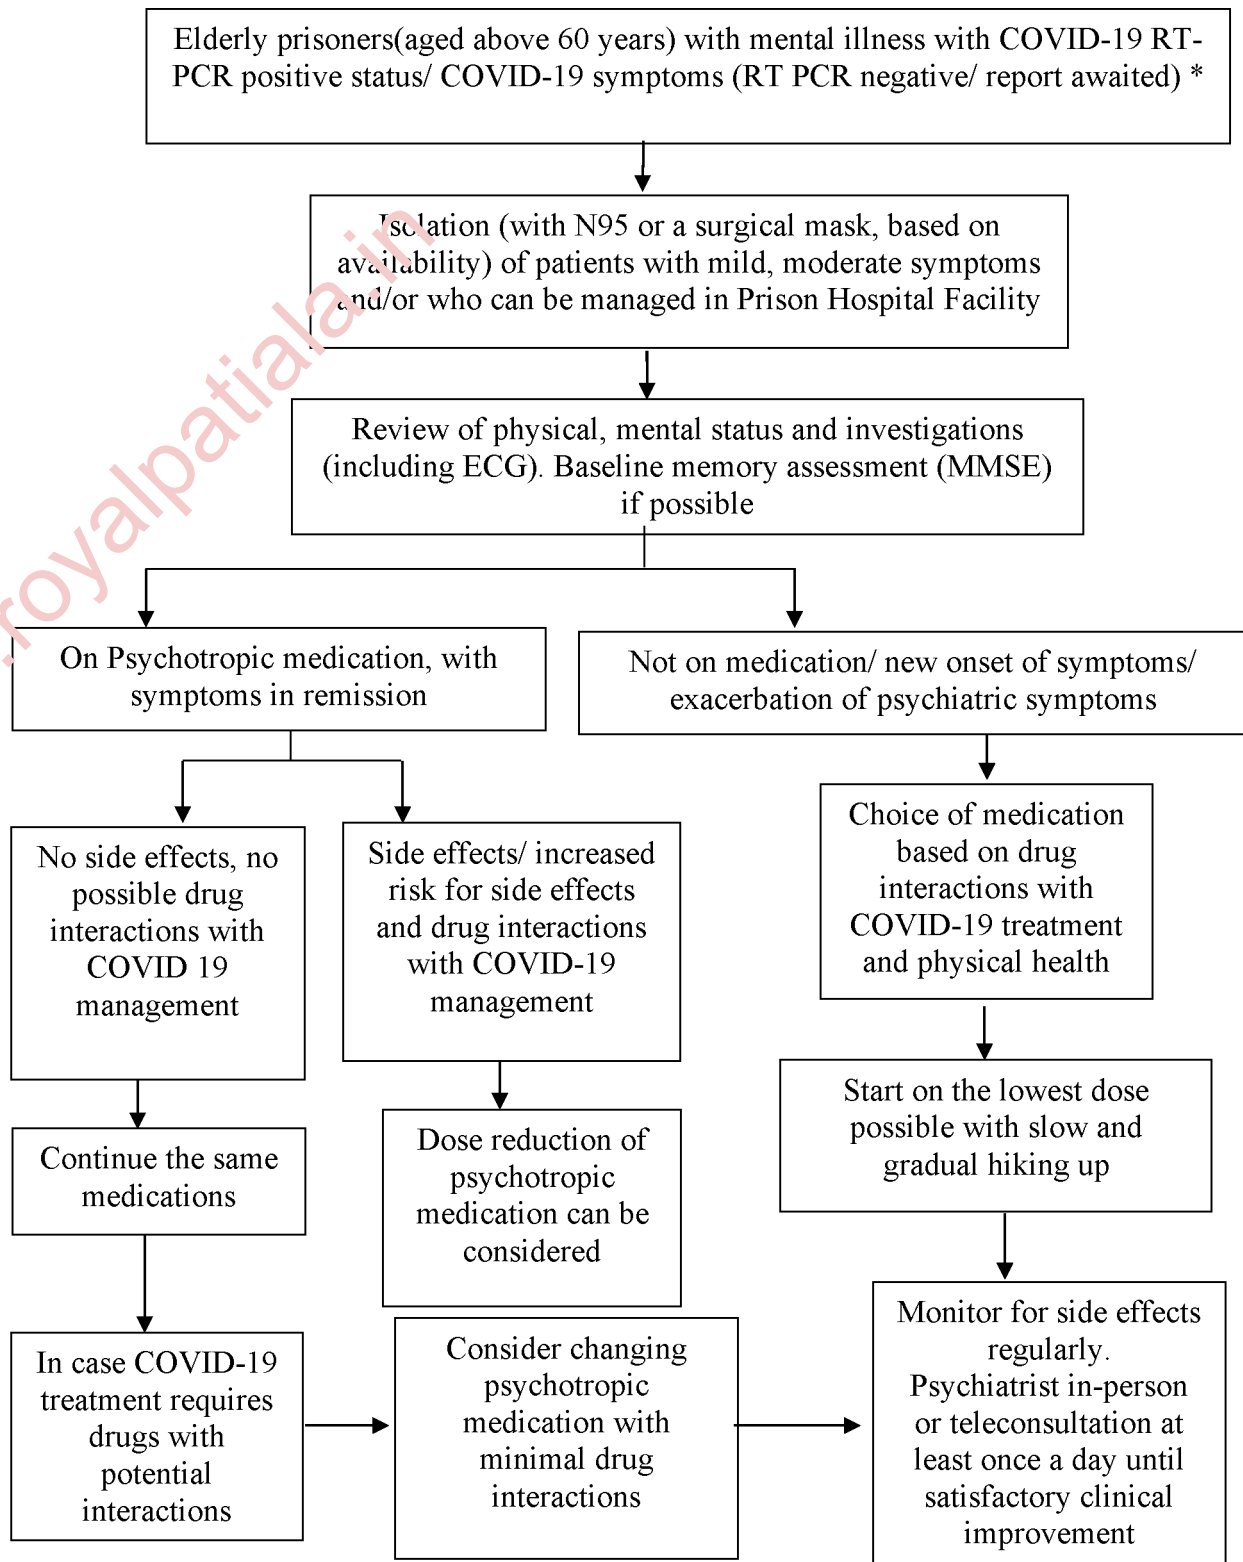 Elderly prisoners(aged above 60 years) with mental illness with COVID-19 RT-
PCR positive status/ COVID-19 symptoms (RT PCR negative/ report awaited) *
Isolation (with N95 or a surgical mask, based on
availability) of patients with mild, moderate symptoms
and/or who can be managed in Prison Hospital Facility
Review of physical, mental status and investigations
(including ECG). Baseline memory assessment (MMSE)
if possible
On Psychotropic medication, with
symptoms in remission
Not on medication/ new onset of symptoms/
exacerbation of psychiatric symptoms
No side effects, no
possible drug
interactions with
COVID 19
management
Side effects/ increased
risk for side effects
and drug interactions
with COVID-19
management
Choice of medication
based on drug
interactions with
COVID-19 treatment
and physical health
Continue the same
medications
Dose reduction of
psychotropic
medication can be
considered
Start on the lowest dose
possible with slow and
gradual hiking up
In case COVID-19
treatment requires
drugs with
potential
interactions
Consider changing
psychotropic
medication with
minimal drug
interactions
Monitor for side effects
regularly.
Psychiatrist in-person
or teleconsultation at
least once a day until
satisfactory clinical
improvement
.royalpatiala.in